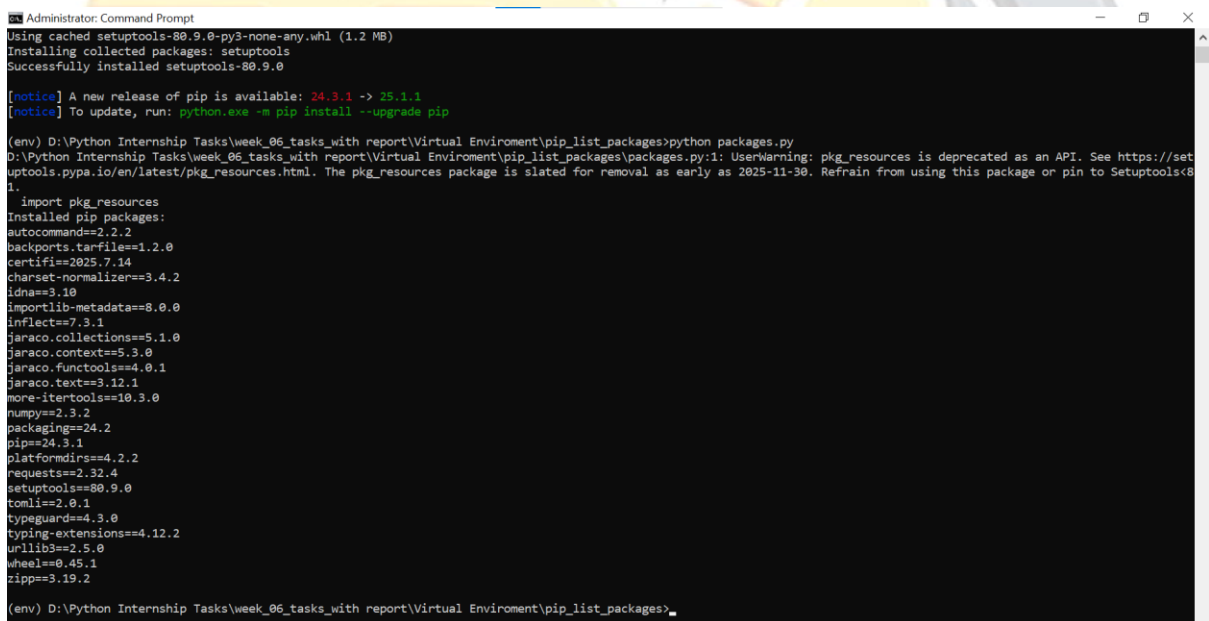 Administrator: Command Prompt
Using cached setuptools-80.9.0-py3-none-any.whl (1.2 MB)
Installing collected packages: setuptools
Successfully installed setuptools-80.9.0
[notice] A new release of pip is available: 24.3.1 -> 25.1.1
[notice] To update, run: python.exe -m pip install --upgrade pip
(env) D:\Python Internship Tasks\week_06_tasks_with report\Virtual Enviroment\pip_list_packages>python packages.py
D:\Python Internship Tasks\week_06_tasks_with report\Virtual Enviroment\pip_list_packages\packages.py:1: UserWarning: pkg_resources is deprecated as an API. See https://set
uptools.pypa.io/en/latest/pkg_resources.html. The pkg_resources package is slated for removal as early as 2025-11-30. Refrain from using this package or pin to Setuptools<8
1.
import pkg_resources
Installed pip packages:
autocommand==2.2.2
backports.tarfile==1.2.0
certifi==2025.7.14
charset-normalizer==3.4.2
idna==3.10
importlib-metadata==8.0.0
inflect==7.3.1
jaraco.collections==5.1.0
jaraco.context==5.3.0
jaraco.functools==4.0.1
jaraco.text==3.12.1
more-itertools==10.3.0
numpy==2.3.2
packaging==24.2
pip==24.3.1
platformdirs==4.2.2
requests==2.32.4
setuptools==80.9.0
tomli==2.0.1
typeguard==4.3.0
typing-extensions==4.12.2
urllib3==2.5.0
wheel==0.45.1
zipp==3.19.2
(env) D:\Python Internship Tasks\week_06_tasks_with report\Virtual Enviroment\pip_list_packages>